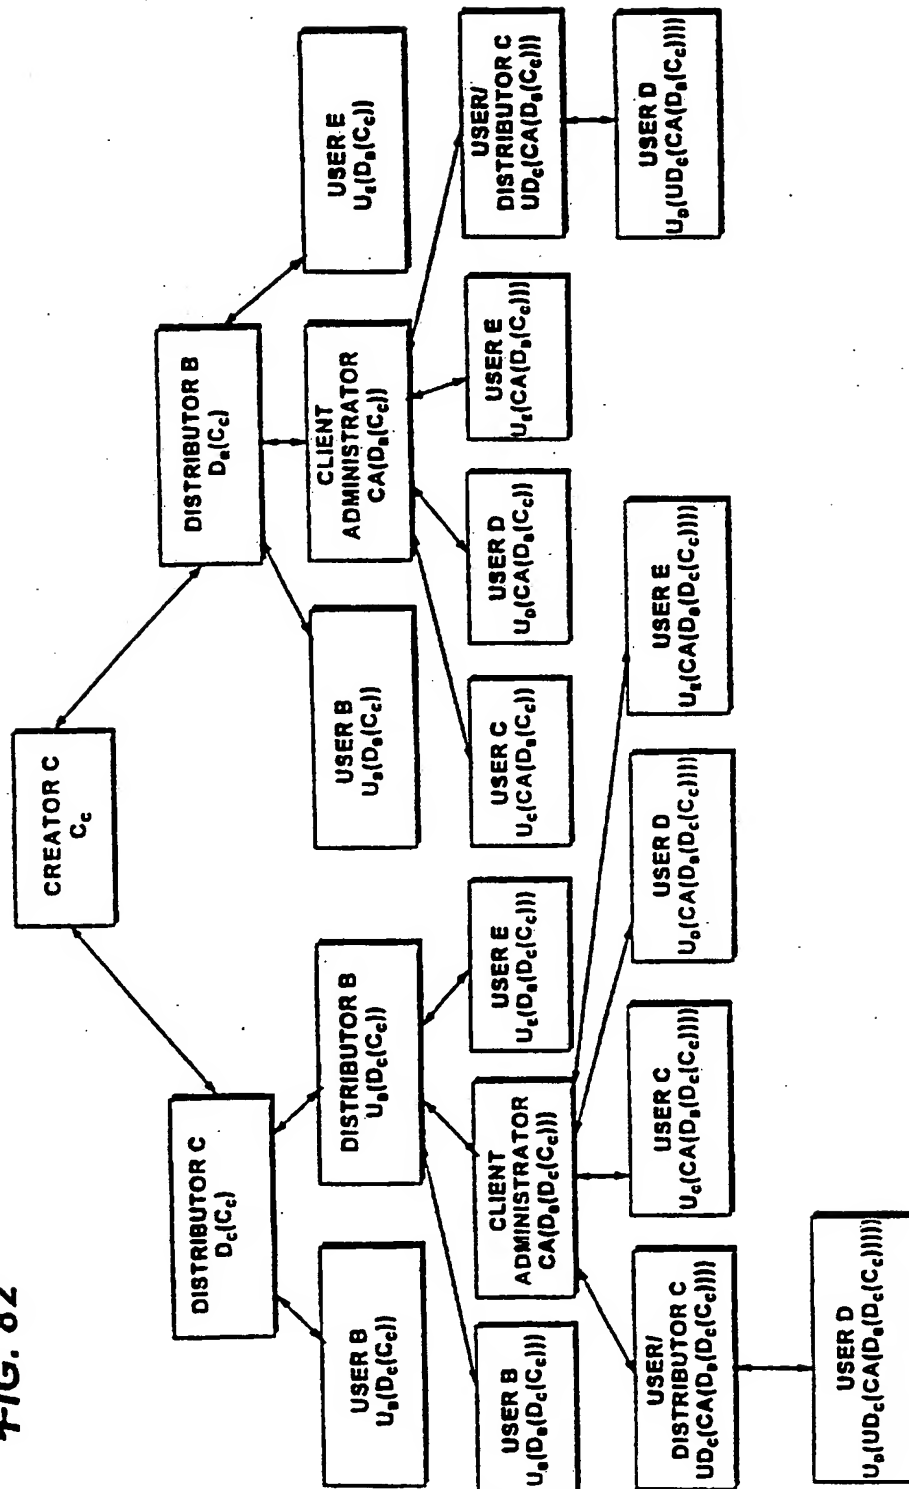 FIG. 82
CREATOR C
C_C
DISTRIBUTOR C
D_C(C_C)
DISTRIBUTOR B
D_B(C_C)
USER B
U_B(D_C(C_C))
DISTRIBUTOR B
U_B(D_C(C_C))
USER B
U_B(D_B(C_C))
CLIENT
ADMINISTRATOR
CA(D_B(C_C))
USER E
U_E(D_B(C_C))
USER B
U_B(D_B(D_C(C_C)))
CLIENT
ADMINISTRATOR
CA(D_B(D_C(C_C)))
USER E
U_E(D_B(D_C(C_C)))
USER C
U_C(CA(D_B(C_C)))
USER D
U_D(CA(D_B(C_C)))
USER E
U_E(CA(D_B(C_C)))
USER/
DISTRIBUTOR C
UD_C(CA(D_B(C_C)))
USER/
DISTRIBUTOR C
UD_C(CA(D_B(D_C(C_C))))
USER C
U_C(CA(D_B(D_C(C_C))))
USER D
U_D(CA(D_B(D_C(C_C))))
USER E
U_E(CA(D_B(D_C(C_C))))
USER D
U_D(UD_C(CA(D_B(C_C))))
USER D
U_D(UD_C(CA(D_B(D_C(C_C)))))